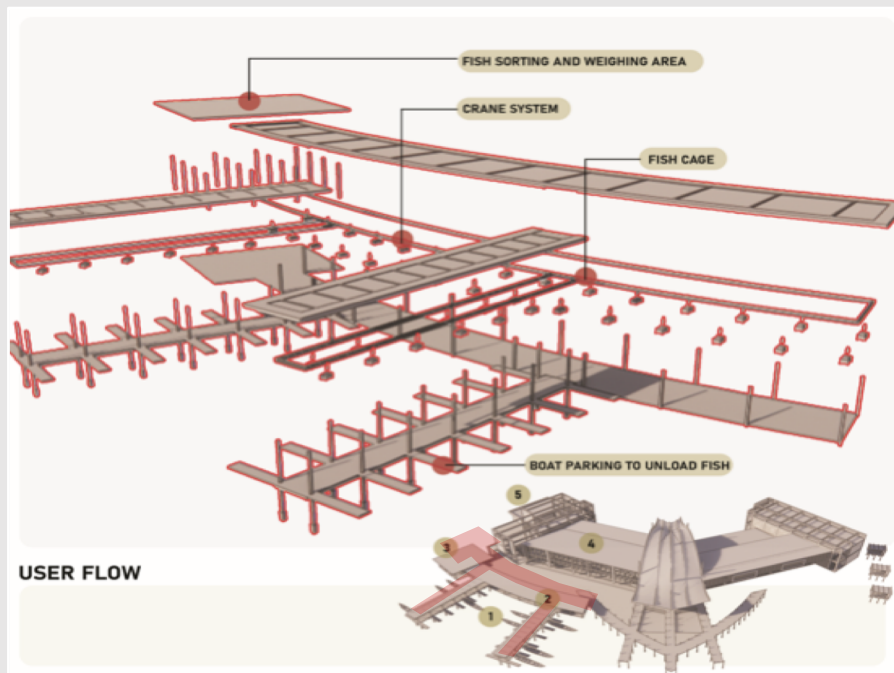 FISH SORTING AND WEIGHING AREA
CRANE SYSTEM
FISH CAGE
BOAT PARKING TO UNLOAD FISH
5
4
3
2
1
USER FLOW